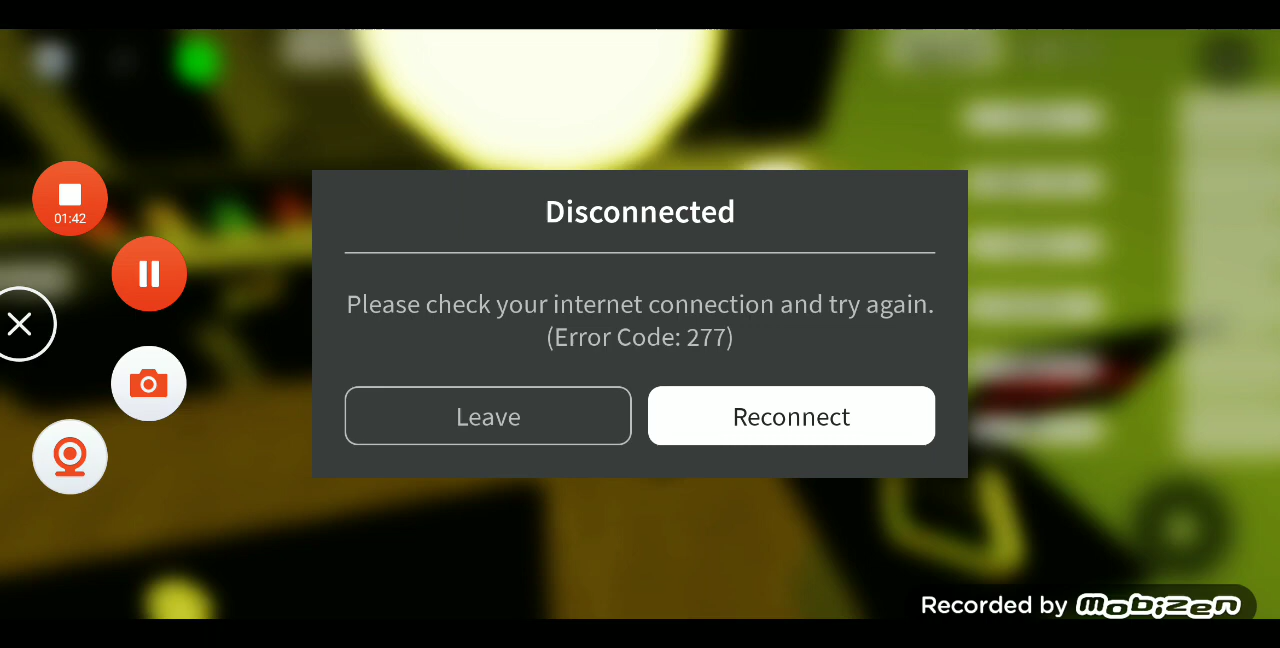 01:42
Disconnected
Please check your internet connection and try again.
(Error Code: 277)
Leave
Reconnect
Recorded by mobizen